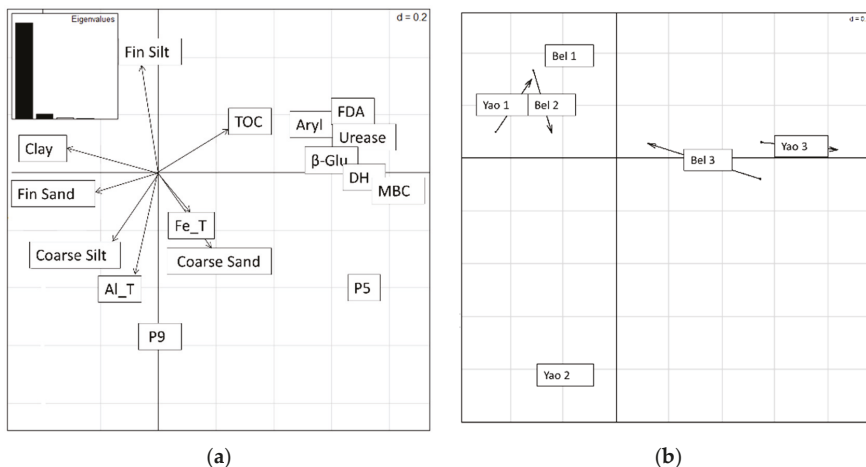 Eigenvalues
d = 0.2
Fin Silt
TOC
FDA
Aryl
Urease
Clay
β-Glu
DH
MBC
Fin Sand
Fe_T
Coarse Silt
Coarse Sand
Al_T
P5
P9
(a)
d = 0.
Bel 1
Yao 1
Bel 2
Yao 3
Bel 3
Yao 2
(b)